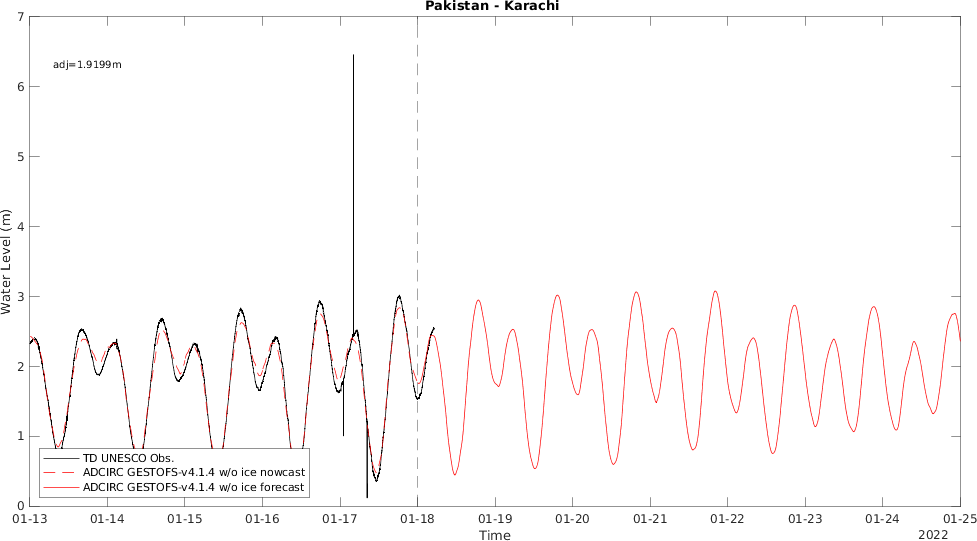 Pakistan - Karachi
7
adj=1.9199m
6
5
4
3
2
1
0
Water Level (m)
TD UNESCO Obs.
ADCIRC GESTOFS-v4.1.4 w/o ice nowcast
ADCIRC GESTOFS-v4.1.4 w/o ice forecast
01-13 01-14 01-15 01-16 01-17 01-18 01-19 01-20 01-21 01-22 01-23 01-24 01-25
Time
2022